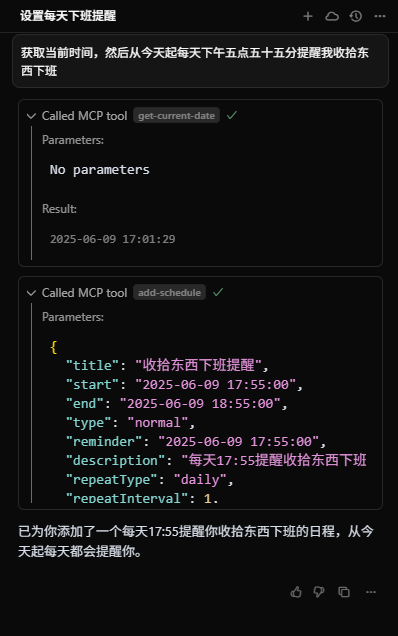 设置每天下班提醒
获取当前时间，然后从今天起每天下午五点五十五分提醒我收拾东
西下班
Called MCP tool get-current-date
Parameters:
No parameters
Result:
2025-06-09 17:01:29
Called MCP tool add-schedule
Parameters:
{
"title": "收拾东西下班提醒",
"start": "2025-06-09 17:55:00",
"end": "2025-06-09 18:55:00",
"type": "normal",
"reminder": "2025-06-09 17:55:00",
"description": "每天17:55提醒收拾东西下班
"repeatType": "daily",
"repeatInterval": 1,
已为你添加了一个每天17:55提醒你收拾东西下班的日程，从今
天起每天都会提醒你。